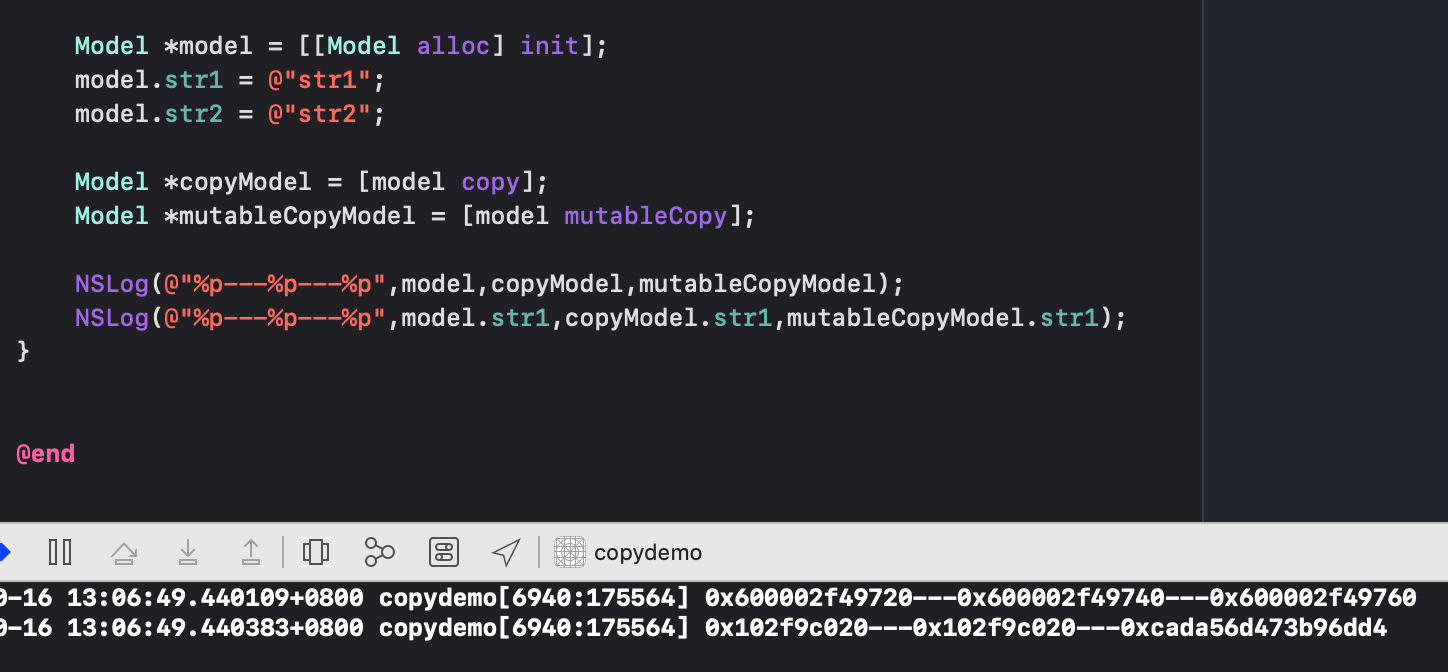 Model *model = [[Model alloc] init];
model.str1 = @"str1";
model.str2 = @"str2";
Model *copyModel = [model copy];
Model *mutableCopyModel = [model mutableCopy];
NSLog(@"%p---%p---%p",model,copyModel,mutableCopyModel);
NSLog(@"%p---%p---%p",model.str1,copyModel.str1,mutableCopyModel.str1);
}
@end
copydemo
0-16 13:06:49.440109+0800 copydemo[6940:175564] 0x600002f49720---0x600002f49740---0x600002f49760
0-16 13:06:49.440383+0800 copydemo[6940:175564] 0x102f9c020---0x102f9c020---0xcada56d473b96dd4